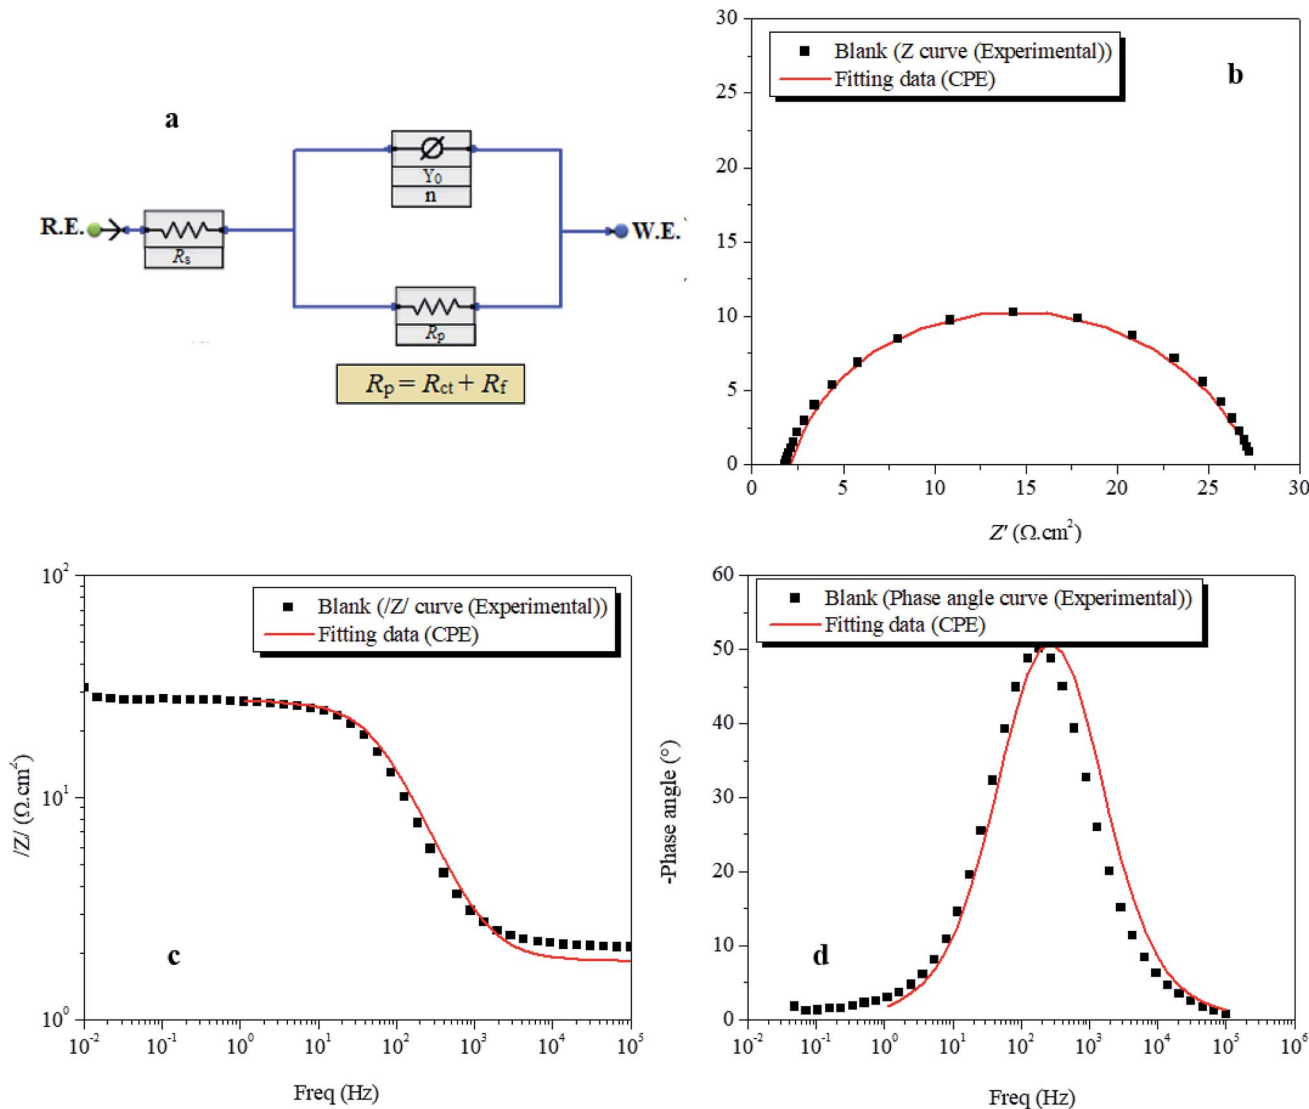 a
R.E.
Rs
Y0
n
W.E.
Rp
Rp = Rct + Rf
30
25
20
15
10
5
0
Blank (Z curve (Experimental))
Fitting data (CPE)
b
0 5 10 15 20 25 30
Z' (Ω.cm²)
10²
10¹
10⁰
/Z/ (Ω.cm²)
Blank (/Z/ curve (Experimental))
Fitting data (CPE)
c
10⁻² 10⁻¹ 10⁰ 10¹ 10² 10³ 10⁴ 10⁵
Freq (Hz)
60
50
40
30
20
10
0
-Phase angle (°)
Blank (Phase angle curve (Experimental))
Fitting data (CPE)
d
10⁻² 10⁻¹ 10⁰ 10¹ 10² 10³ 10⁴ 10⁵ 10⁶
Freq (Hz)